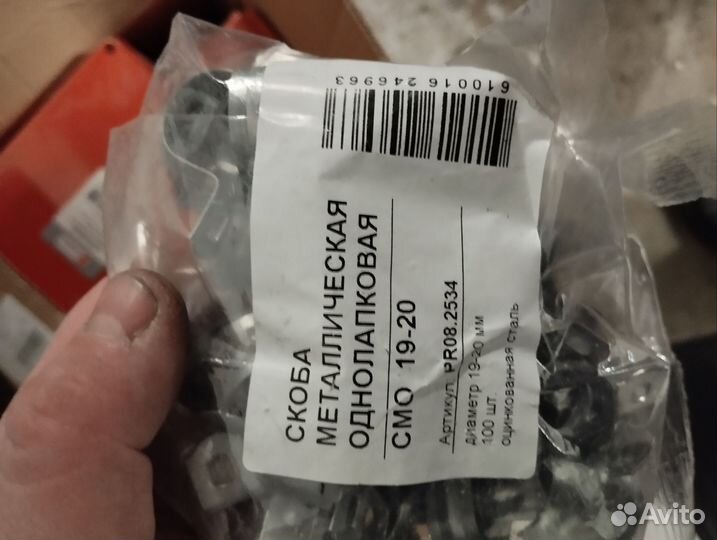 СКОБА
МЕТАЛЛИЧЕСКАЯ
ОДНОЛАПКОВАЯ
СМО 19-20
Артикул PR08.2534
диаметр 19-20 мм
100 шт.
оцинкованная сталь
6 100016 246963
Avito